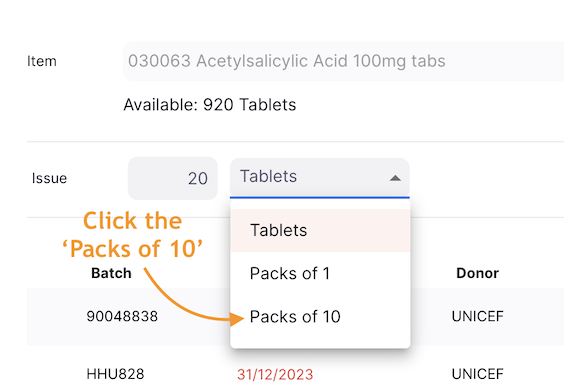 Item
030063 Acetylsalicylic Acid 100mg tabs
Available: 920 Tablets
Issue
20
Tablets
Click the
‘Packs of 10’
Tablets
Packs of 1
Packs of 10
Batch
Donor
90048838
UNICEF
HHU828
31/12/2023
UNICEF